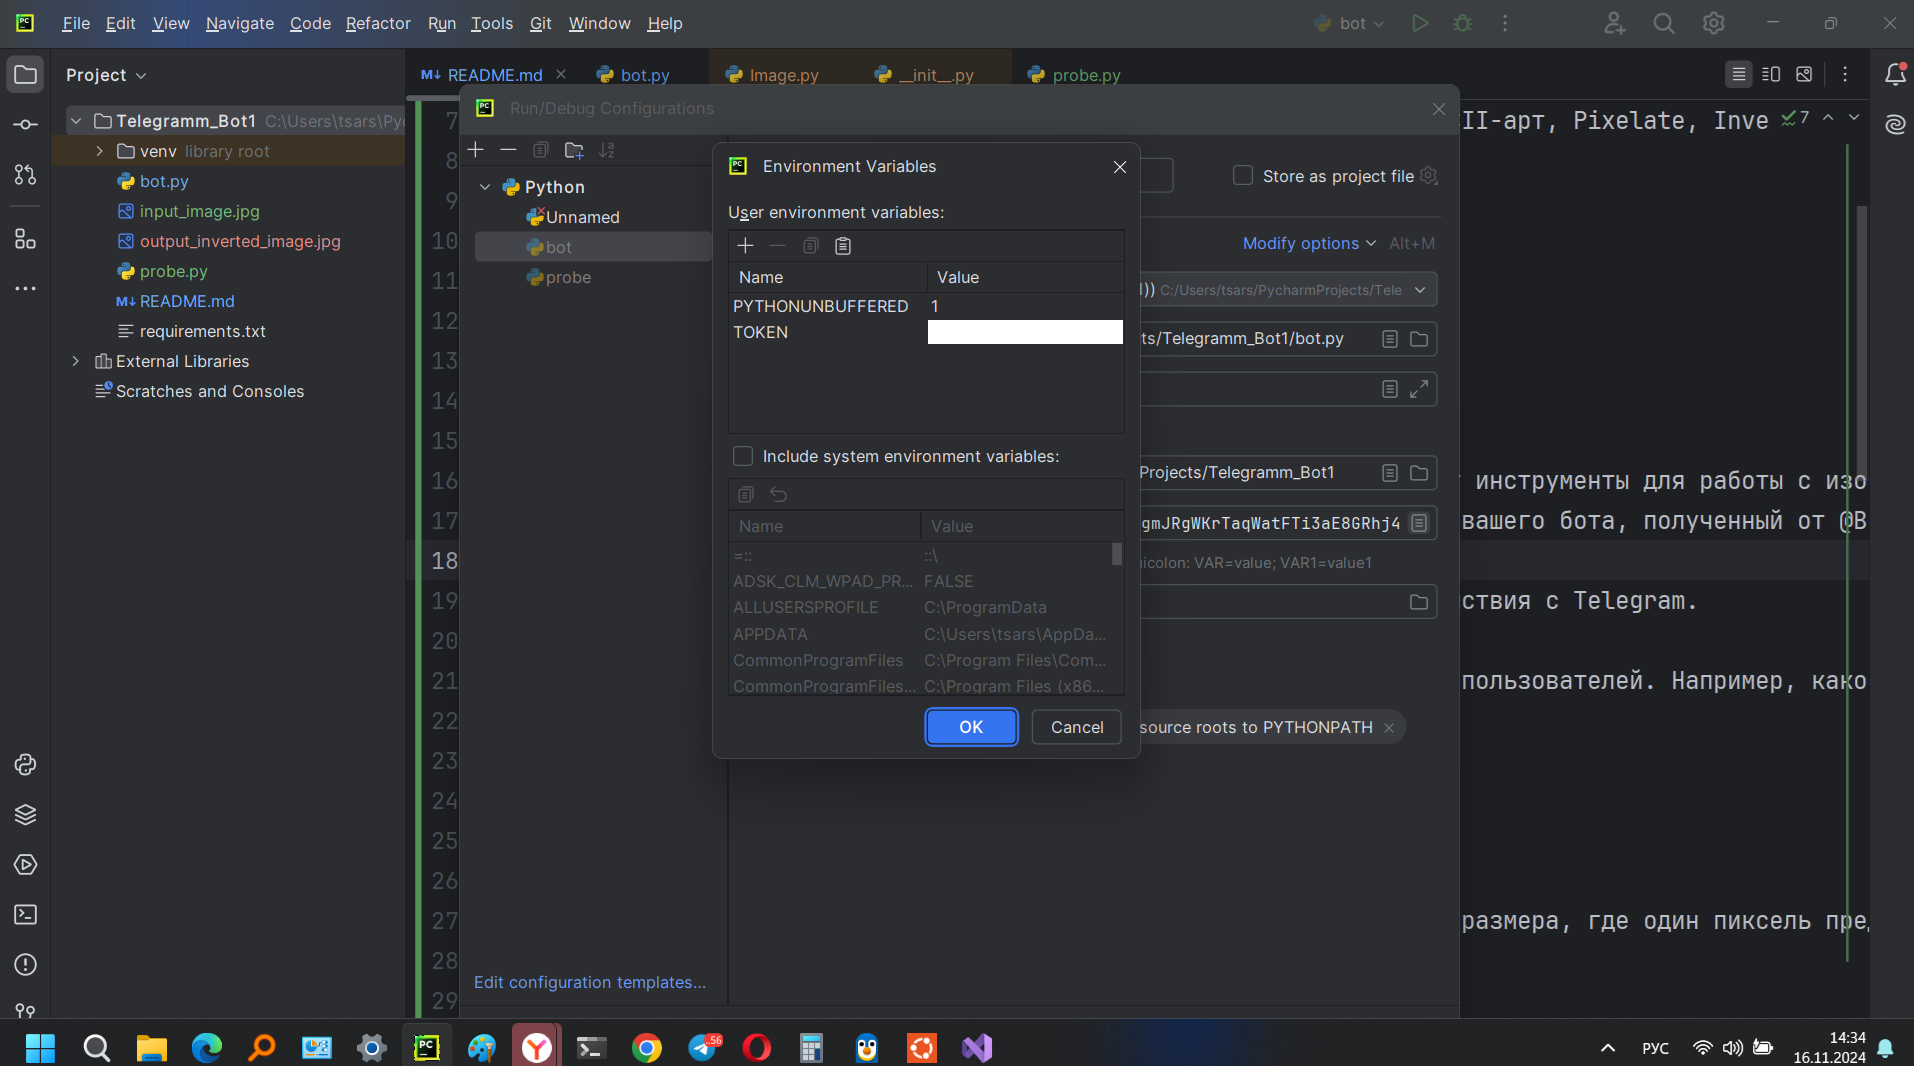 File Edit View Navigate Code Refactor Run Tools Git Window Help bot
Project
README.md bot.py Image.py __init__.py probe.py
Telegramm_Bot1 C:\Users\tsars\Py
venv library root
bot.py
input_image.jpg
output_inverted_image.jpg
probe.py
README.md
requirements.txt
External Libraries
Scratches and Consoles
7
8
9
10
11
12
13
14
15
16
17
18
19
20
21
22
23
24
25
26
27
28
29
II-арт, Pixelate, Inve 7
инструменты для работы с изо
вашего бота, полученный от @B
ствия с Telegram.
пользователей. Например, како
размера, где один пиксель пре
Run/Debug Configurations
Python
Unnamed
bot
probe
Edit configuration templates...
Store as project file
Modify options Alt+M
)) C:/Users/tsars/PycharmProjects/Tele
ts/Telegramm_Bot1/bot.py
Projects/Telegramm_Bot1
gmJRgWKrTaqWatFTi3aE8GRhj4
nicolon: VAR=value; VAR1=value1
source roots to PYTHONPATH
Environment Variables
User environment variables:
Name Value
PYTHONUNBUFFERED 1
TOKEN
Include system environment variables:
Name Value
=:: ::\
ADSK_CLM_WPAD_PR... FALSE
ALLUSERSPROFILE C:\ProgramData
APPDATA C:\Users\tsars\AppDa...
CommonProgramFiles C:\Program Files\Com...
CommonProgramFiles... C:\Program Files (x86...
OK Cancel
..56
РУС
14:34
16.11.2024